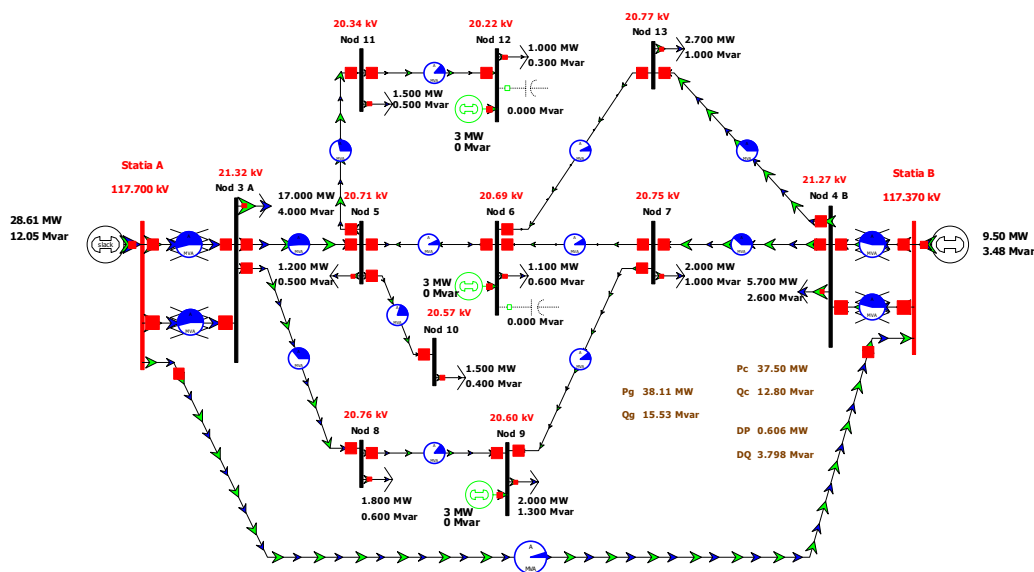 20.34 kV
Nod 11
20.22 kV
Nod 12
20.77 kV
Nod 13
1.000 MW
0.300 Mvar
0.000 Mvar
3 MW
0 Mvar
2.700 MW
1.000 Mvar
1.500 MW
0.500 Mvar
A
MVA
Statia A
117.700 kV
21.32 kV
Nod 3 A
17.000 MW
4.000 Mvar
28.61 MW
12.05 Mvar
slack
20.71 kV
Nod 5
1.200 MW
0.500 Mvar
20.69 kV
Nod 6
1.100 MW
0.600 Mvar
3 MW
0 Mvar
0.000 Mvar
20.75 kV
Nod 7
2.000 MW
1.000 Mvar
21.27 kV
Nod 4 B
5.700 MW
2.600 Mvar
Statia B
117.370 kV
9.50 MW
3.48 Mvar
20.57 kV
Nod 10
1.500 MW
0.400 Mvar
20.76 kV
Nod 8
1.800 MW
0.600 Mvar
20.60 kV
Nod 9
2.000 MW
1.300 Mvar
3 MW
0 Mvar
Pg 38.11 MW
Qg 15.53 Mvar
Pc 37.50 MW
Qc 12.80 Mvar
DP 0.606 MW
DQ 3.798 Mvar
A
MVA